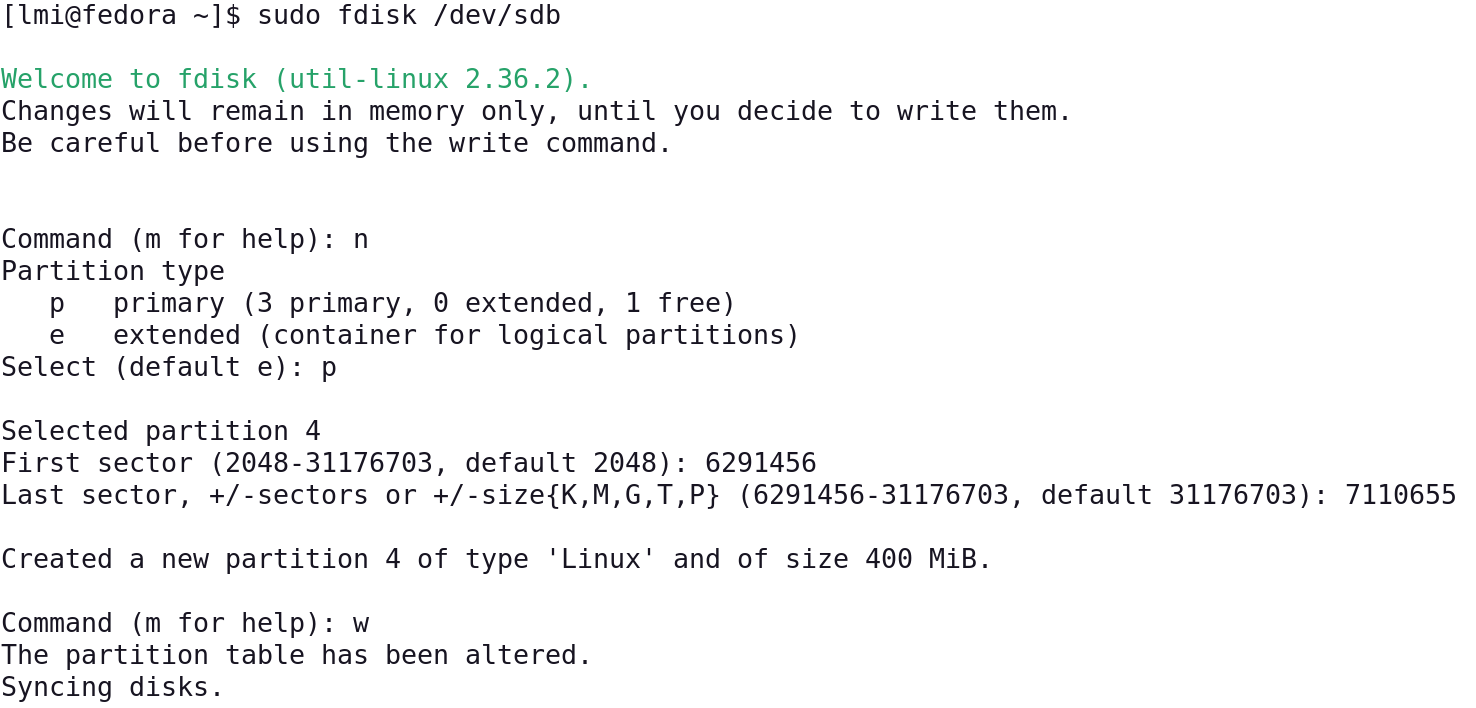 [lmi@fedora ~]$ sudo fdisk /dev/sdb
Welcome to fdisk (util-linux 2.36.2).
Changes will remain in memory only, until you decide to write them.
Be careful before using the write command.
Command (m for help): n
Partition type
   p   primary (3 primary, 0 extended, 1 free)
   e   extended (container for logical partitions)
Select (default e): p
Selected partition 4
First sector (2048-31176703, default 2048): 6291456
Last sector, +/-sectors or +/-size{K,M,G,T,P} (6291456-31176703, default 31176703): 7110655
Created a new partition 4 of type 'Linux' and of size 400 MiB.
Command (m for help): w
The partition table has been altered.
Syncing disks.